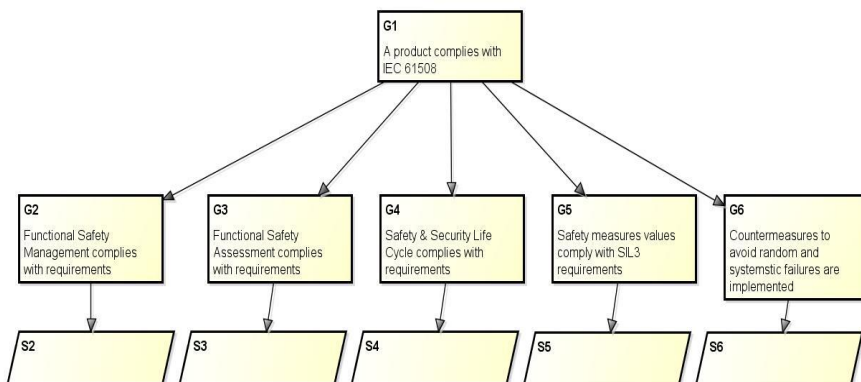 G1
A product complies with
IEC 61508
G2
Functional Safety
Management complies
with requirements
G3
Functional Safety
Assessment complies
with requirements
G4
Safety & Security Life
Cycle complies with
requirements
G5
Safety measures values
comply with SIL3
requirements
G6
Countermeasures to
avoid random and
systemstic failures are
implemented
S2
S3
S4
S5
S6